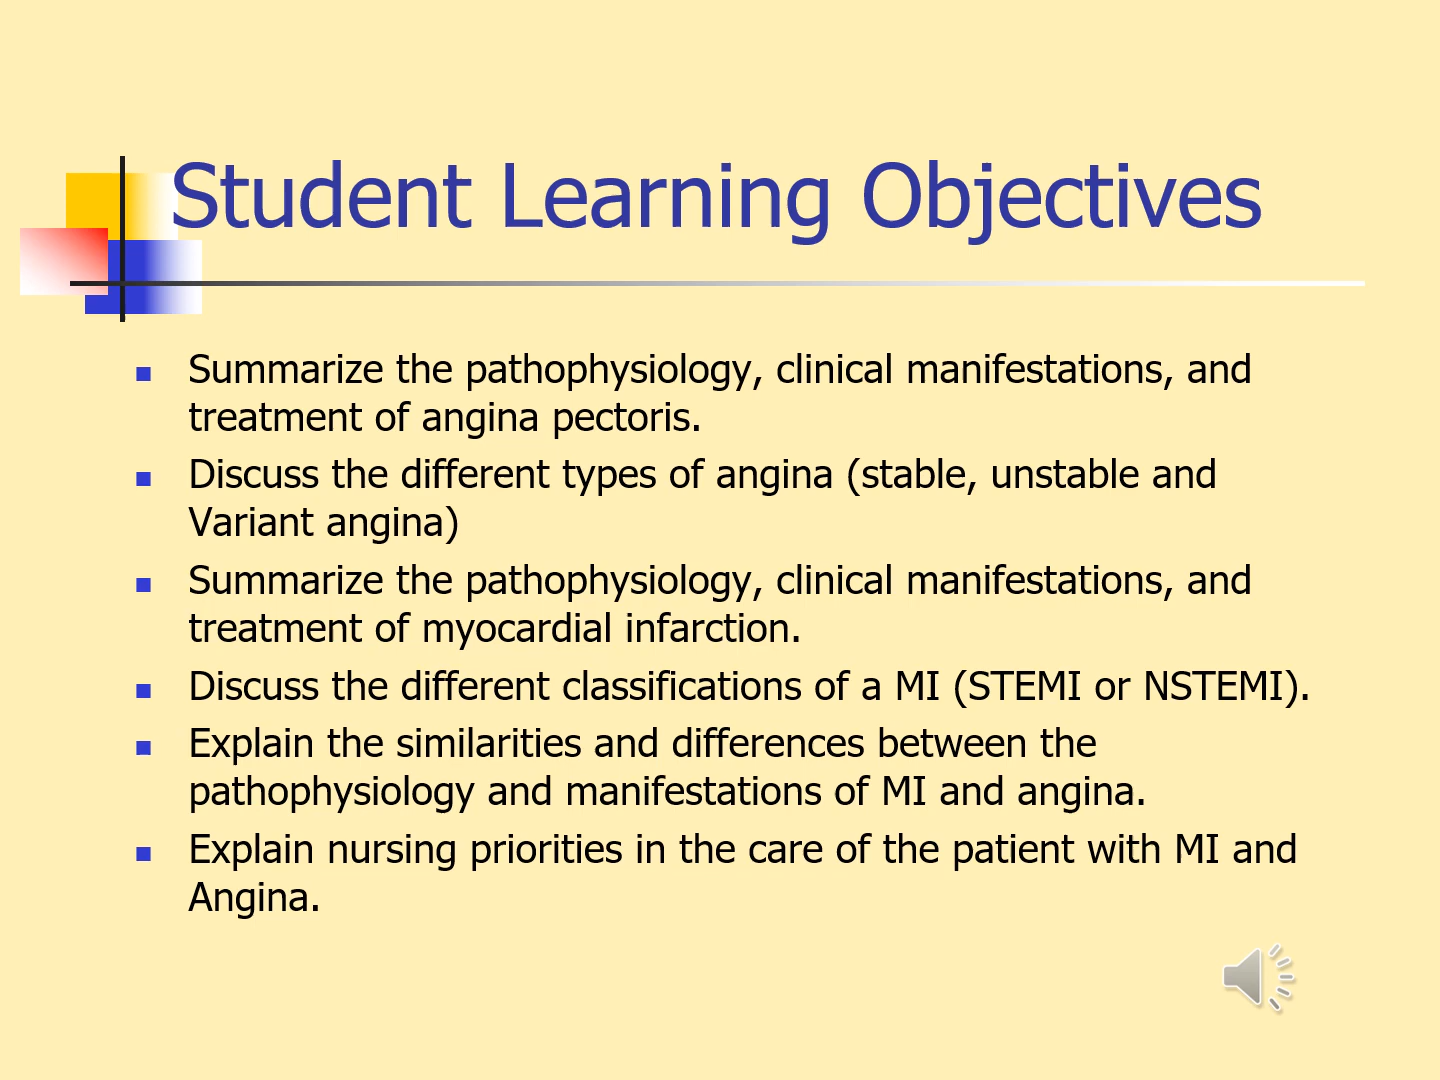 Student Learning Objectives
Summarize the pathophysiology, clinical manifestations, and
treatment of angina pectoris.
Discuss the different types of angina (stable, unstable and
Variant angina)
Summarize the pathophysiology, clinical manifestations, and
treatment of myocardial infarction.
Discuss the different classifications of a MI (STEMI or NSTEMI).
Explain the similarities and differences between the
pathophysiology and manifestations of MI and angina.
Explain nursing priorities in the care of the patient with MI and
Angina.